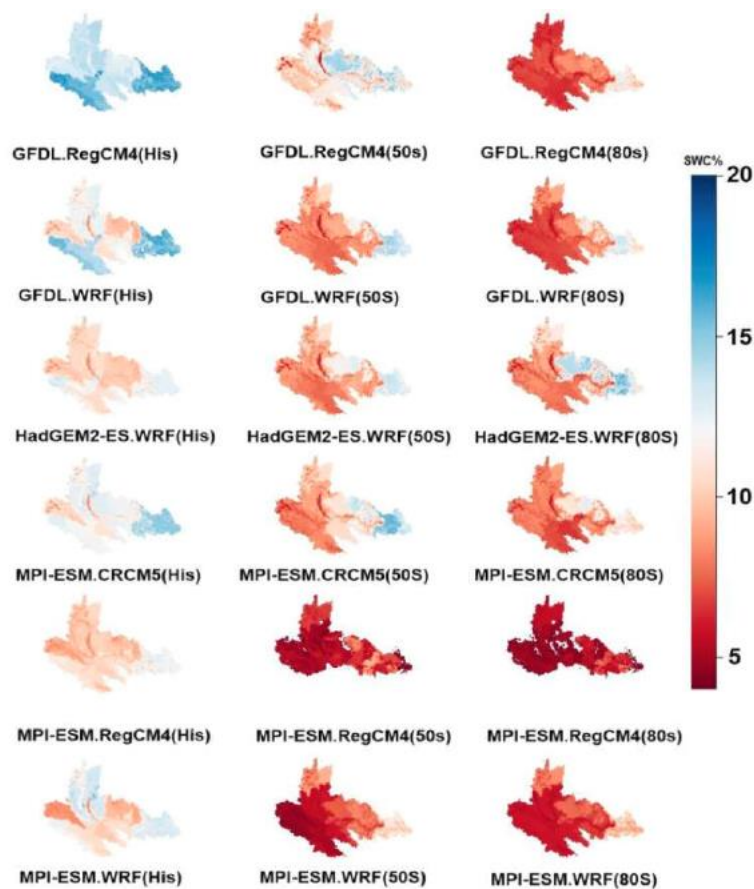 GFDL.RegCM4(His) GFDL.RegCM4(50s) GFDL.RegCM4(80s)
SWC%
20
GFDL.WRF(His) GFDL.WRF(50S) GFDL.WRF(80S)
15
HadGEM2-ES.WRF(His) HadGEM2-ES.WRF(50S) HadGEM2-ES.WRF(80S)
10
MPI-ESM.CRCM5(His) MPI-ESM.CRCM5(50S) MPI-ESM.CRCM5(80S)
5
MPI-ESM.RegCM4(His) MPI-ESM.RegCM4(50s) MPI-ESM.RegCM4(80s)
MPI-ESM.WRF(His) MPI-ESM.WRF(50S) MPI-ESM.WRF(80S)